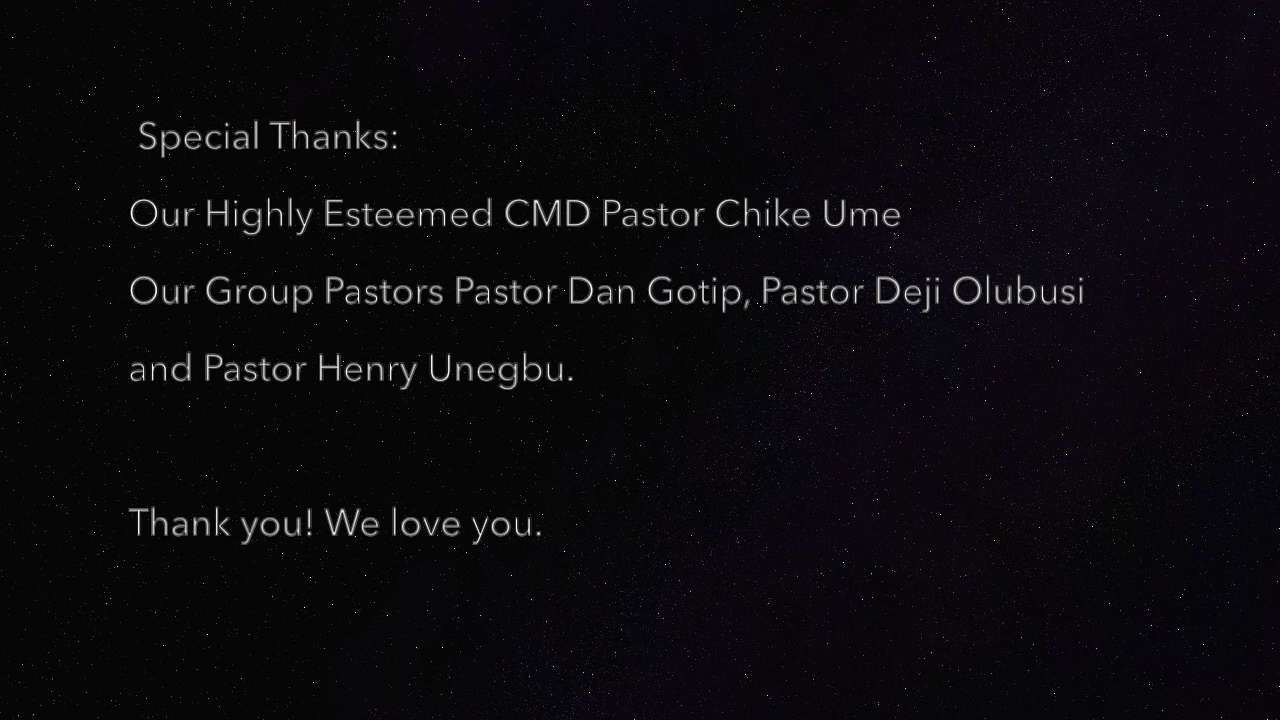 Special Thanks:
Our Highly Esteemed CMD Pastor Chike Ume
Our Group Pastors Pastor Dan Gotip, Pastor Deji Olubusi
and Pastor Henry Unegbu.
Thank you! We love you.